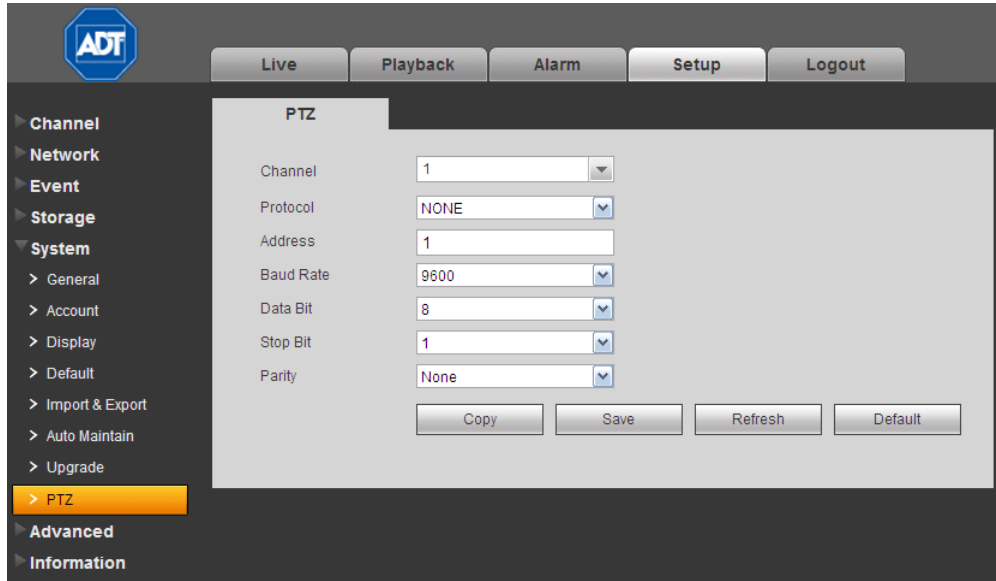 ADT
Live Playback Alarm Setup Logout
Channel
Network
Event
Storage
System
> General
> Account
> Display
> Default
> Import & Export
> Auto Maintain
> Upgrade
> PTZ
Advanced
Information
PTZ
Channel 1
Protocol NONE
Address 1
Baud Rate 9600
Data Bit 8
Stop Bit 1
Parity None
Copy Save Refresh Default